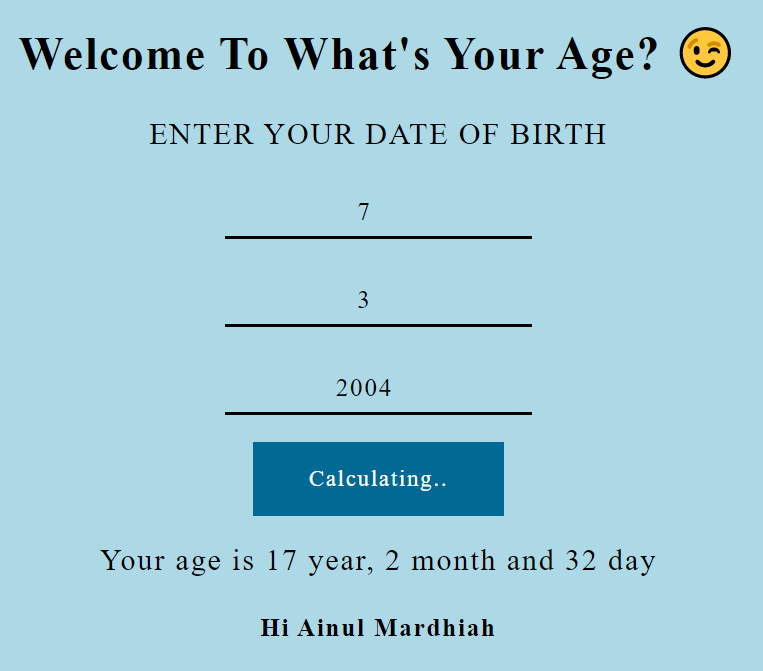 Welcome To What's Your Age? 😉
ENTER YOUR DATE OF BIRTH
7
3
2004
Calculating..
Your age is 17 year, 2 month and 32 day
Hi Ainul Mardhiah